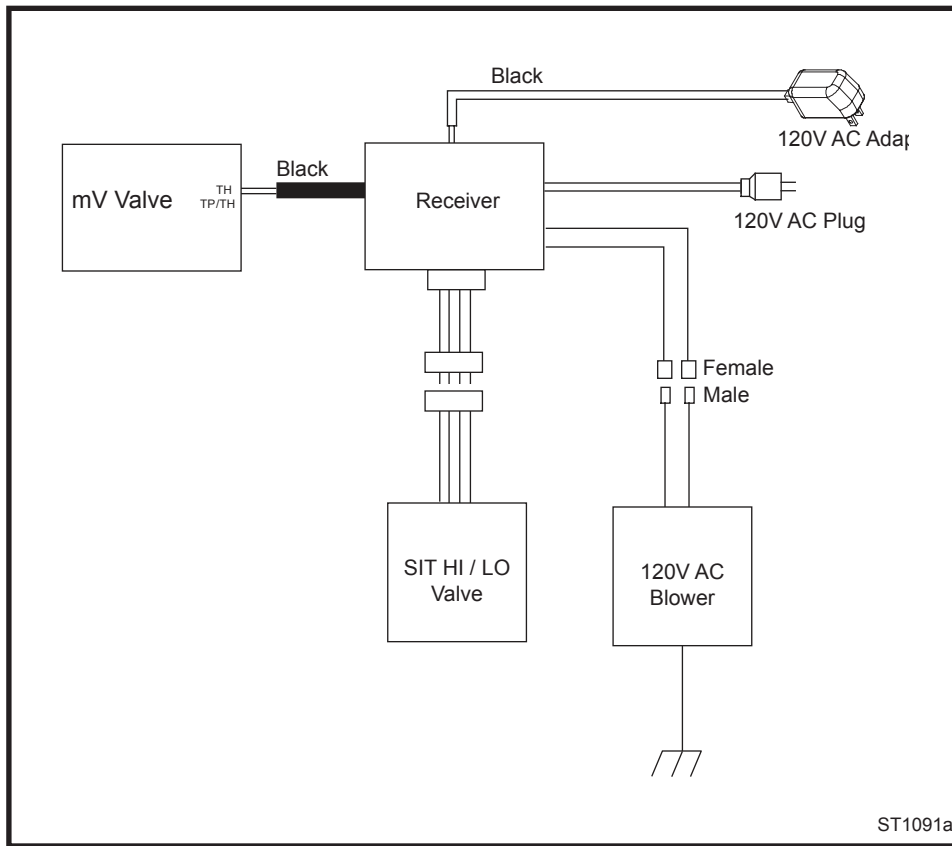 Black
120V AC Adap
Black
mV Valve
TH
TP/TH
Receiver
120V AC Plug
Female
Male
SIT HI / LO
Valve
120V AC
Blower
ST1091a